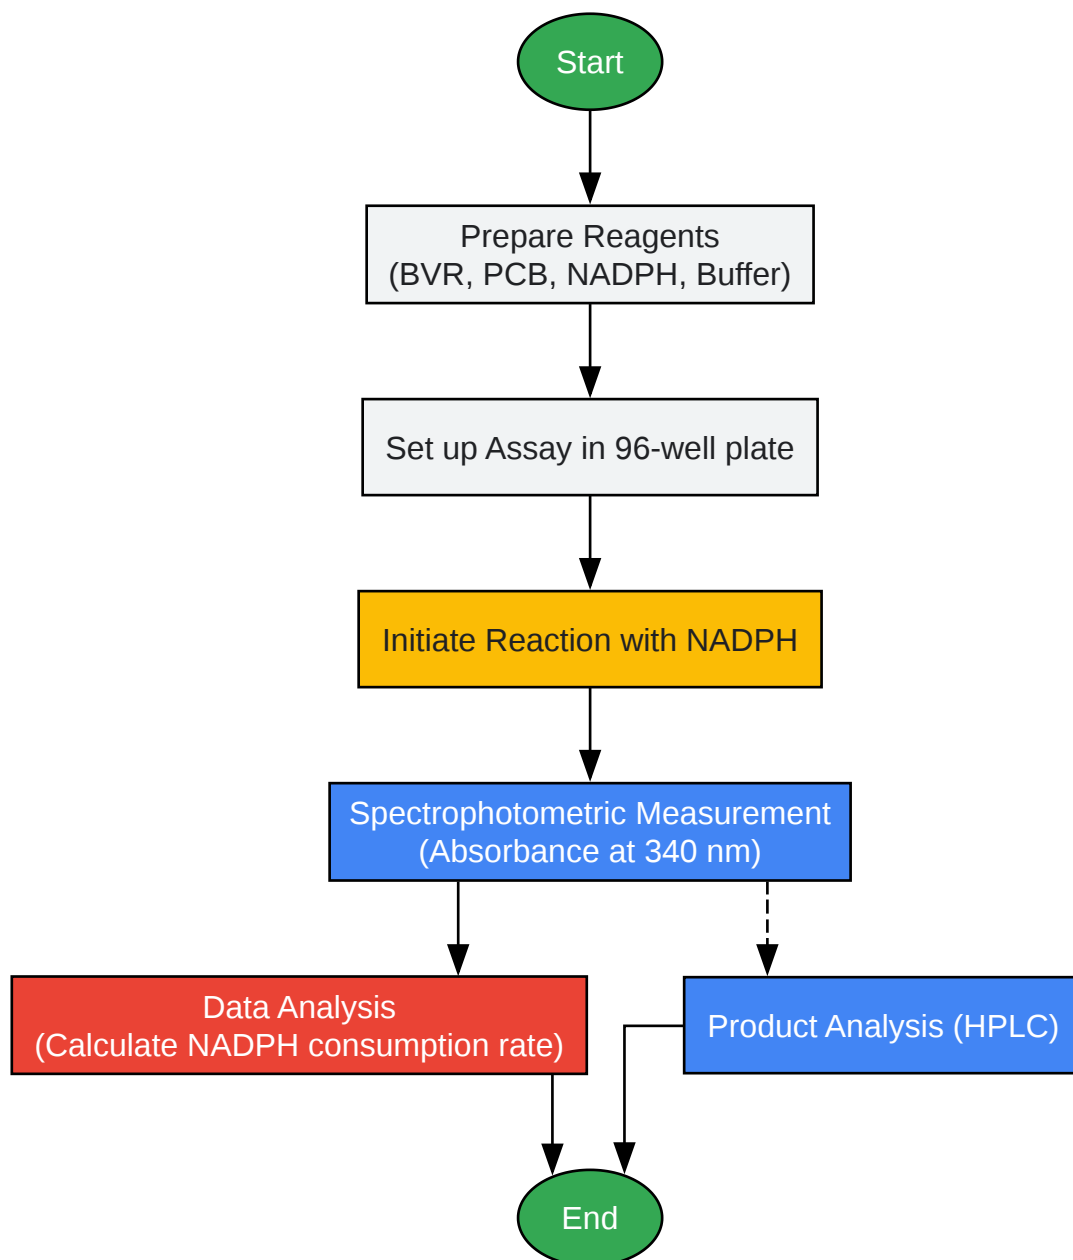 Start
Prepare Reagents
(BVR, PCB, NADPH, Buffer)
Set up Assay in 96-well plate
Initiate Reaction with NADPH
Spectrophotometric Measurement
(Absorbance at 340 nm)
Data Analysis
(Calculate NADPH consumption rate)
Product Analysis (HPLC)
End